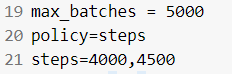 19 max_batches = 5000
20 policy=steps
21 steps=4000,4500